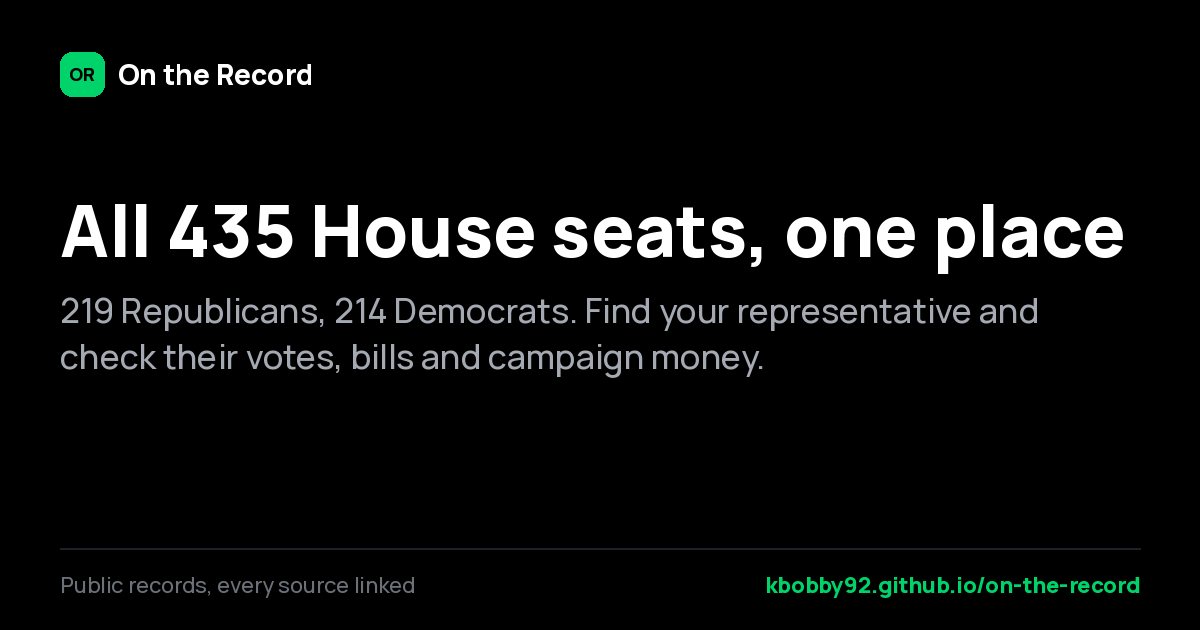 OR On the Record
All 435 House seats, one place
219 Republicans, 214 Democrats. Find your representative and
check their votes, bills and campaign money.
Public records, every source linked
kbobby92.github.io/on-the-record